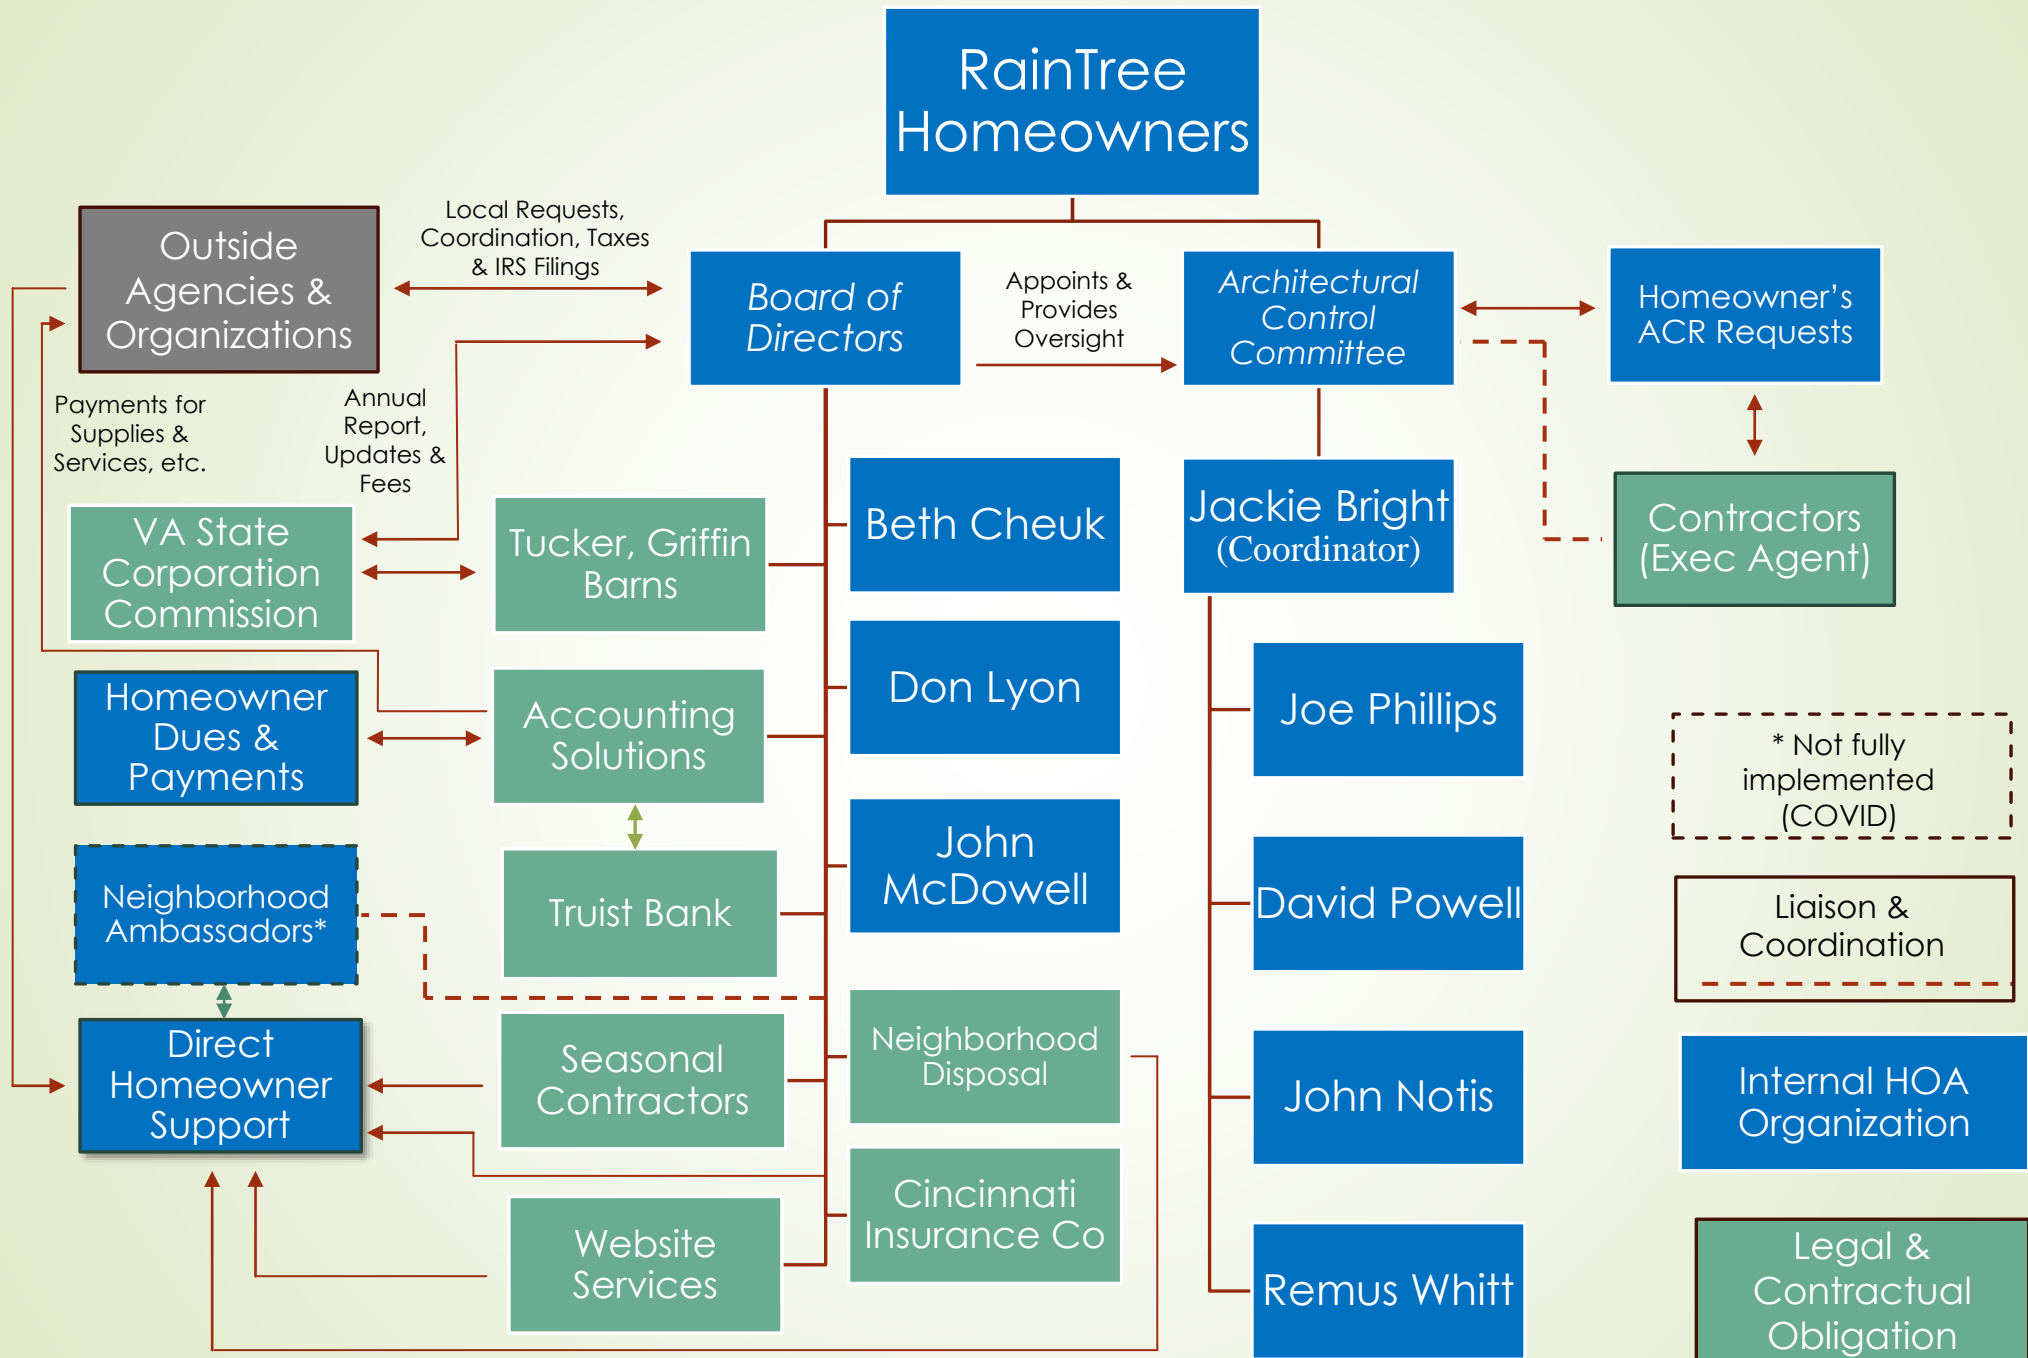 RainTree
Homeowners
Outside
Agencies &
Organizations
Local Requests,
Coordination, Taxes
& IRS Filings
Board of
Directors
Appoints &
Provides
Oversight
Architectural
Control
Committee
Homeowner’s
ACR Requests
Payments for
Supplies &
Services, etc.
Annual
Report,
Updates &
Fees
VA State
Corporation
Commission
Tucker, Griffin
Barns
Beth Cheuk
Jackie Bright
(Coordinator)
Contractors
(Exec Agent)
Homeowner
Dues &
Payments
Accounting
Solutions
Don Lyon
Joe Phillips
* Not fully
implemented
(COVID)
Neighborhood
Ambassadors*
Truist Bank
John
McDowell
David Powell
Liaison &
Coordination
Direct
Homeowner
Support
Seasonal
Contractors
Neighborhood
Disposal
John Notis
Internal HOA
Organization
Website
Services
Cincinnati
Insurance Co
Remus Whitt
Legal &
Contractual
Obligation